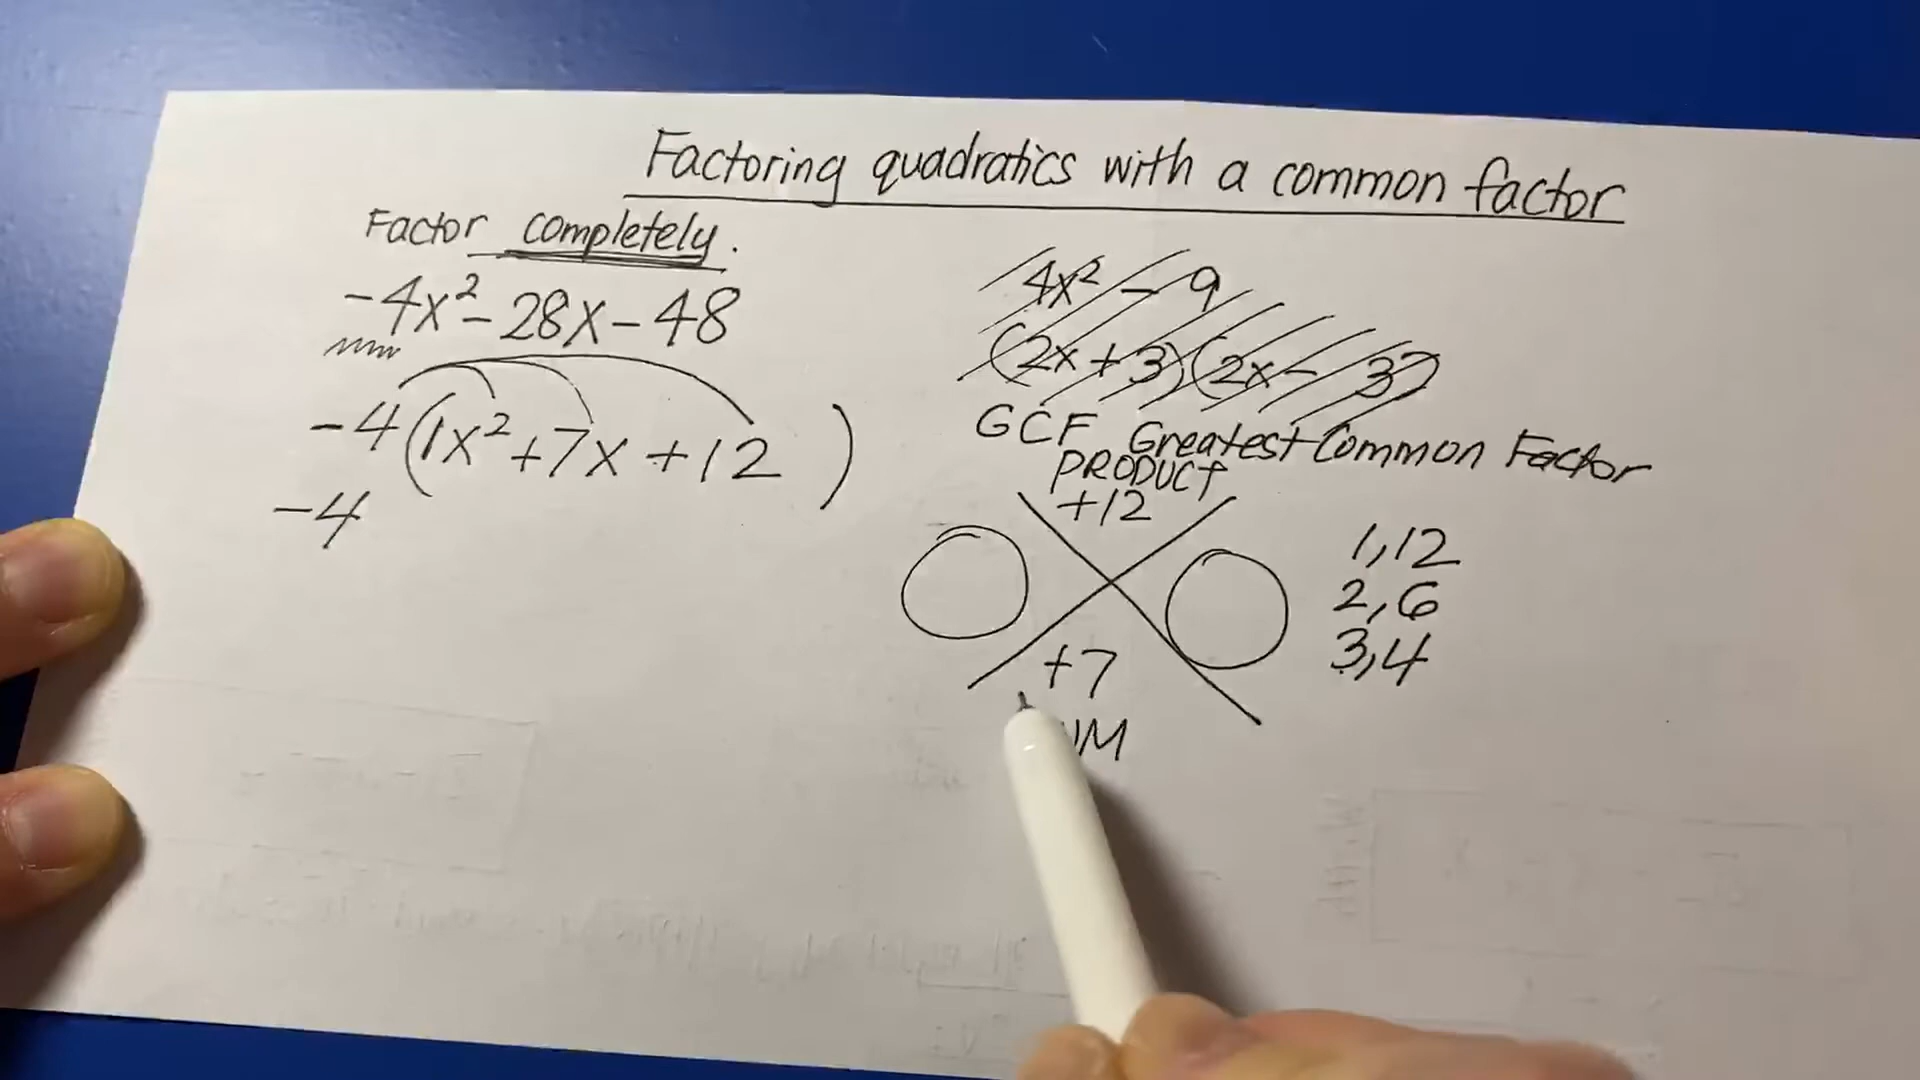 Factoring quadratics with a common factor
Factor completely.
-4x² - 28x - 48
-4(1x² + 7x + 12 )
-4
4x² - 9
(2x + 3)(2x - 3)
GCF Greatest Common Factor
PRODUCT
+12
+7
1,12
2,6
3,4